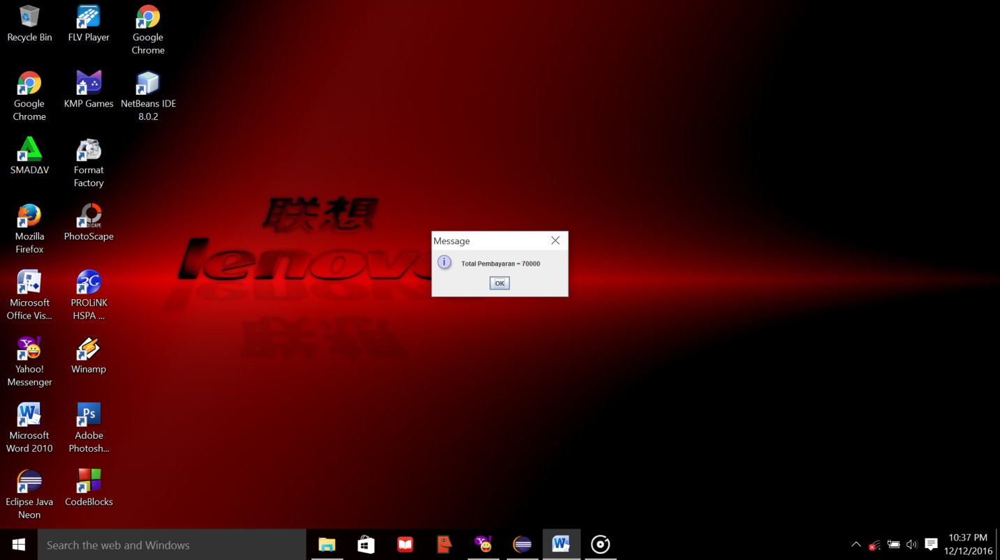 Recycle Bin
FLV Player
Google
Chrome
Google
Chrome
KMP Games
NetBeans IDE
8.0.2
SMADΔV
Format
Factory
Mozilla
Firefox
PhotoScape
Microsoft
Office Vis...
PROLiNK
HSPA ...
Yahoo!
Messenger
Winamp
Microsoft
Word 2010
Adobe
Photosh...
Eclipse Java
Neon
CodeBlocks
联想
lenovo
Message
Total Pembayaran = 70000
OK
Search the web and Windows
10:37 PM
12/12/2016